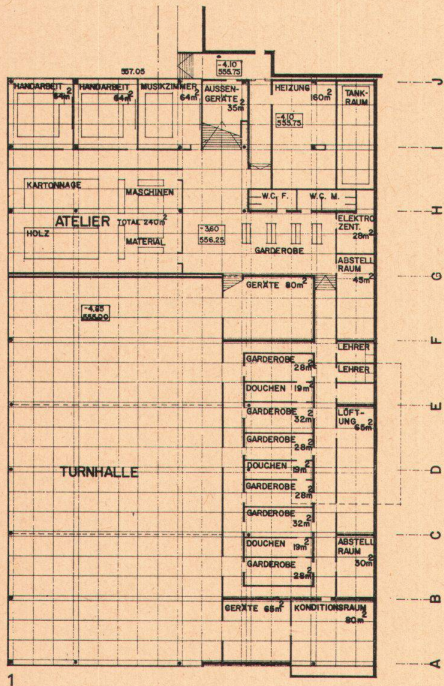 -4.10
555.75
557.05
J
HANDARBEIT
64m²
HANDARBEIT
64m²
MUSIKZIMMER
64m²
AUSSEN-
GERÄTE
35m²
HEIZUNG
160m²
-4.10
555.75
TANK-
RAUM
I
KARTONNAGE
MASCHINEN
W.C. F.
W.C. M.
H
ATELIER TOTAL 240m²
HOLZ
MATERIAL
-3.60
556.25
GARDEROBE
ELEKTRO
ZENT.
28m²
ABSTELL
RAUM
45m²
G
GERÄTE 80m²
-4.85
555.00
F
LEHRER
LEHRER
GARDEROBE
28m²
DOUCHEN 19m²
E
GARDEROBE
32m²
LÜFT-
UNG
65m²
GARDEROBE
28m²
TURNHALLE
DOUCHEN
19m²
D
GARDEROBE
28m²
GARDEROBE
32m²
C
DOUCHEN 19m²
ABSTELL
RAUM
30m²
GARDEROBE
28m²
B
GERÄTE 65m²
KONDITIONSRAUM
80m²
A
1